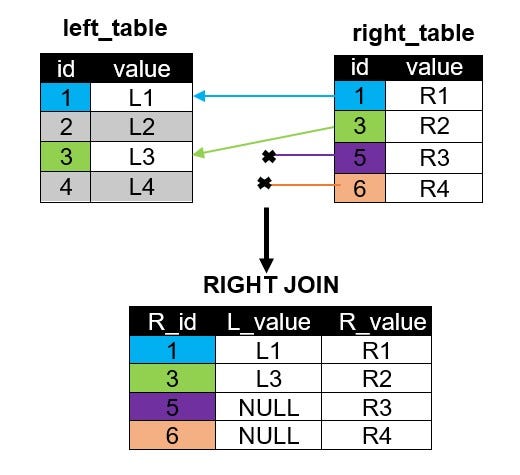 left_table
id value
1 L1
2 L2
3 L3
4 L4
right_table
id value
1 R1
3 R2
5 R3
6 R4
RIGHT JOIN
R_id L_value R_value
1 L1 R1
3 L3 R2
5 NULL R3
6 NULL R4